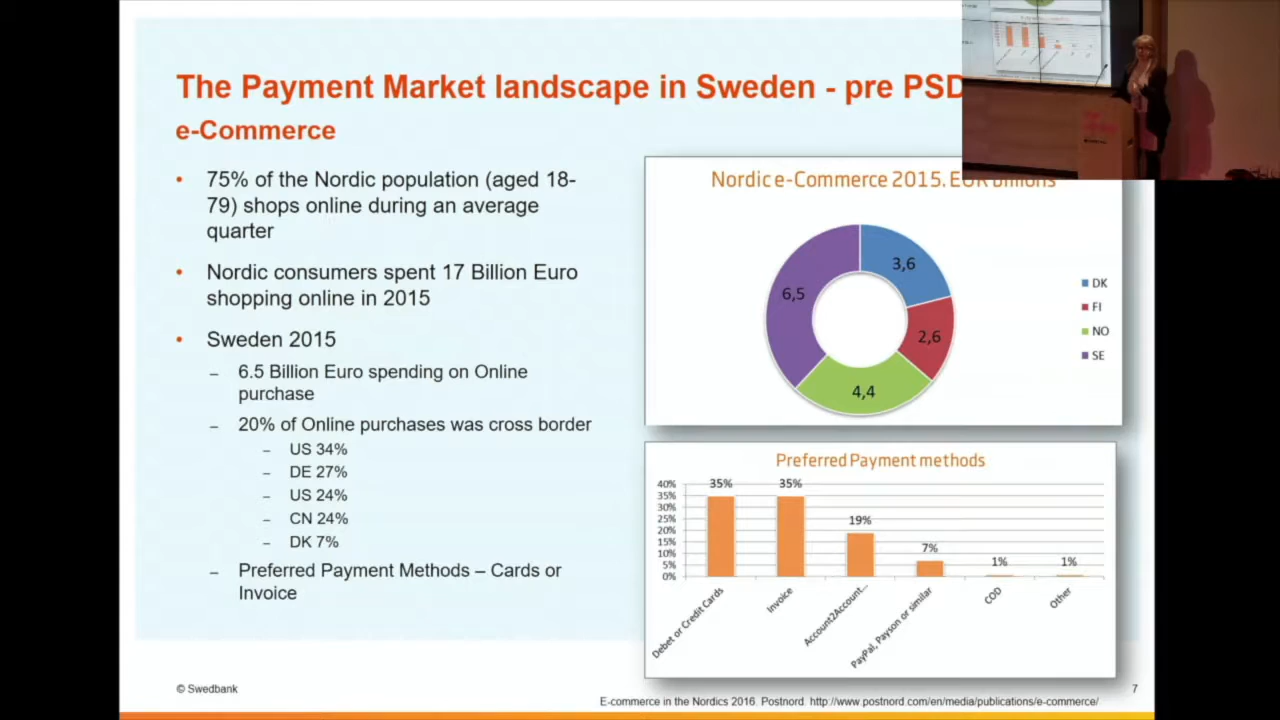 The Payment Market landscape in Sweden - pre PSD
e-Commerce
• 75% of the Nordic population (aged 18-
79) shops online during an average
quarter
• Nordic consumers spent 17 Billion Euro
shopping online in 2015
• Sweden 2015
– 6.5 Billion Euro spending on Online
purchase
– 20% of Online purchases was cross border
– US 34%
– DE 27%
– US 24%
– CN 24%
– DK 7%
– Preferred Payment Methods – Cards or
Invoice
Nordic e-Commerce 2015. EUR Billions
3,6
6,5
2,6
4,4
DK
FI
NO
SE
Preferred Payment methods
40%
35%
30%
25%
20%
15%
10%
5%
0%
35%
35%
19%
7%
1%
1%
Debet or Credit Cards
Invoice
Account2Account...
PayPal, Payson or similar
COD
Other
© Swedbank
7
E-commerce in the Nordics 2016. Postnord. http://www.postnord.com/en/media/publications/e-commerce/